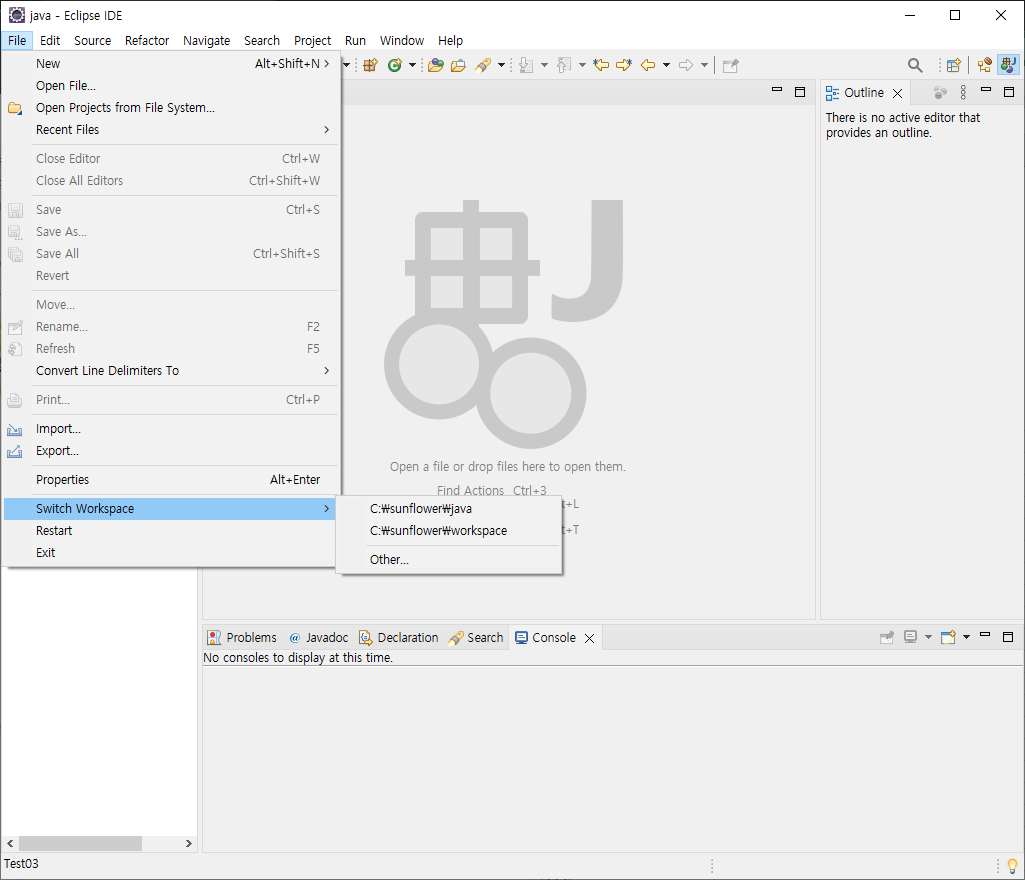 java - Eclipse IDE
File Edit Source Refactor Navigate Search Project Run Window Help
New Alt+Shift+N
Open File...
Open Projects from File System...
Recent Files
Close Editor Ctrl+W
Close All Editors Ctrl+Shift+W
Save Ctrl+S
Save As...
Save All Ctrl+Shift+S
Revert
Move...
Rename... F2
Refresh F5
Convert Line Delimiters To
Print... Ctrl+P
Import...
Export...
Properties Alt+Enter
Switch Workspace
Restart
Exit
C:₩sunflower₩java
C:₩sunflower₩workspace
Other...
Open a file or drop files here to open them.
Find Actions Ctrl+3
t+L
t+T
Outline
There is no active editor that
provides an outline.
Problems @ Javadoc Declaration Search Console
No consoles to display at this time.
Test03